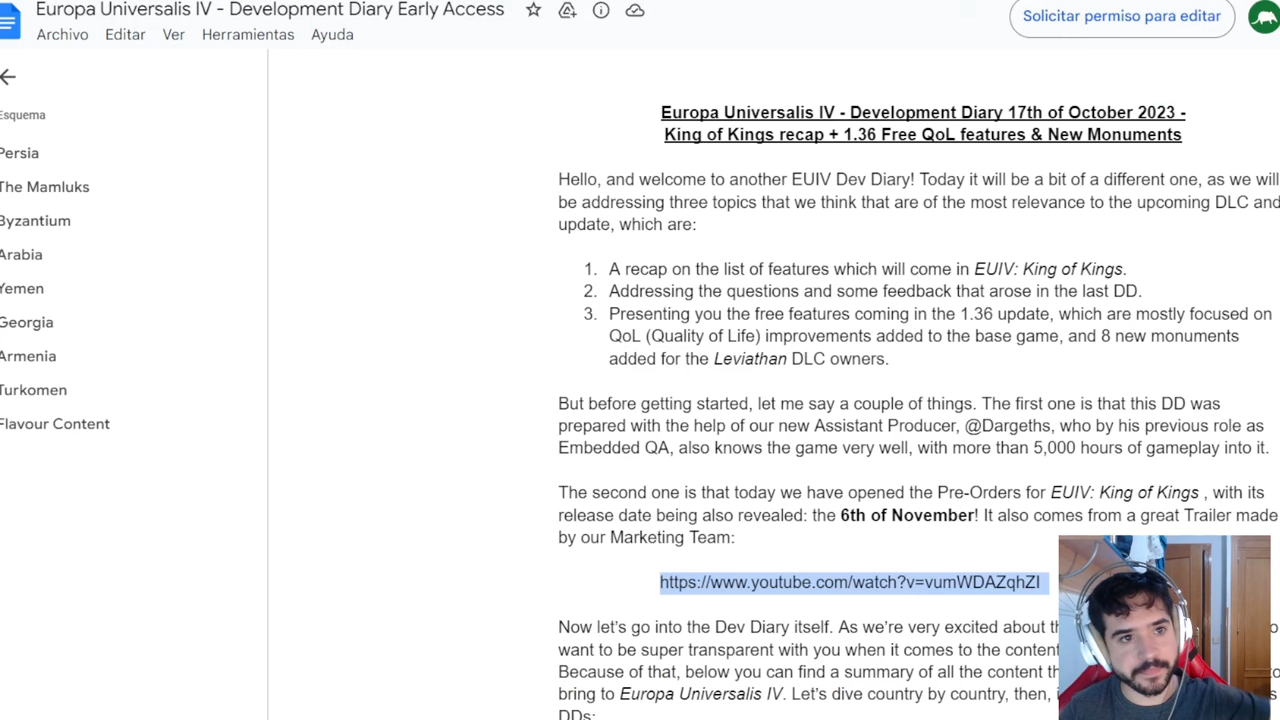 Europa Universalis IV - Development Diary Early Access
Solicitar permiso para editar
Archivo Editar Ver Herramientas Ayuda
Esquema
Persia
The Mamluks
Byzantium
Arabia
Yemen
Georgia
Armenia
Turkomen
Flavour Content
Europa Universalis IV - Development Diary 17th of October 2023 -
King of Kings recap + 1.36 Free QoL features & New Monuments
Hello, and welcome to another EUIV Dev Diary! Today it will be a bit of a different one, as we will
be addressing three topics that we think that are of the most relevance to the upcoming DLC and
update, which are:
1. A recap on the list of features which will come in EUIV: King of Kings.
2. Addressing the questions and some feedback that arose in the last DD.
3. Presenting you the free features coming in the 1.36 update, which are mostly focused on
QoL (Quality of Life) improvements added to the base game, and 8 new monuments
added for the Leviathan DLC owners.
But before getting started, let me say a couple of things. The first one is that this DD was
prepared with the help of our new Assistant Producer, @Dargeths, who by his previous role as
Embedded QA, also knows the game very well, with more than 5,000 hours of gameplay into it.
The second one is that today we have opened the Pre-Orders for EUIV: King of Kings , with its
release date being also revealed: the 6th of November! It also comes from a great Trailer made
by our Marketing Team:
https://www.youtube.com/watch?v=vumWDAZqhZI
Now let's go into the Dev Diary itself. As we're very excited about
want to be super transparent with you when it comes to the content
Because of that, below you can find a summary of all the content
bring to Europa Universalis IV. Let's dive country by country, then,
DDs: